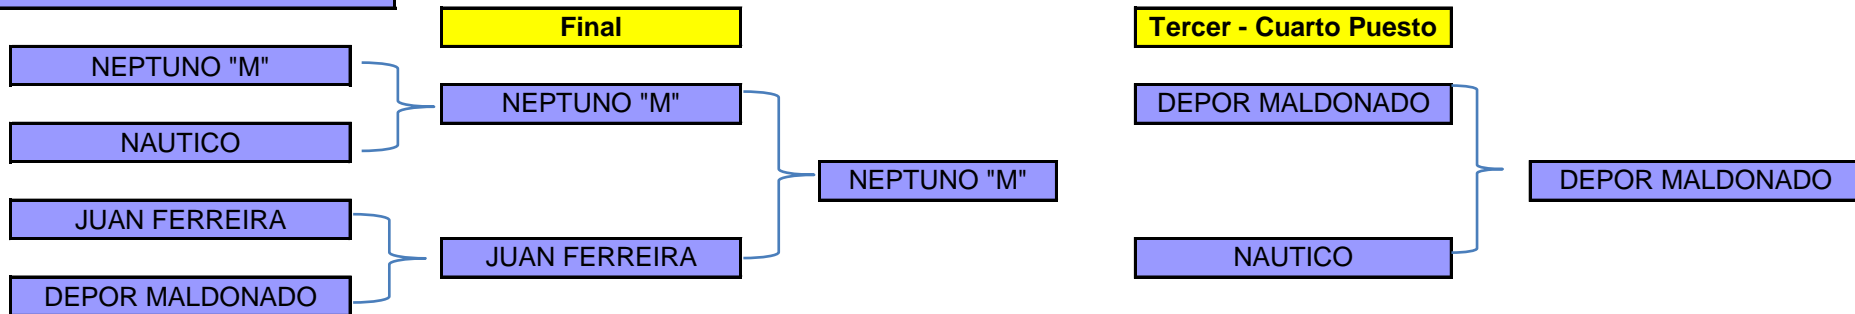 Final
Tercer - Cuarto Puesto
NEPTUNO "M"
NEPTUNO "M"
DEPOR MALDONADO
NAUTICO
NEPTUNO "M"
DEPOR MALDONADO
JUAN FERREIRA
JUAN FERREIRA
NAUTICO
DEPOR MALDONADO